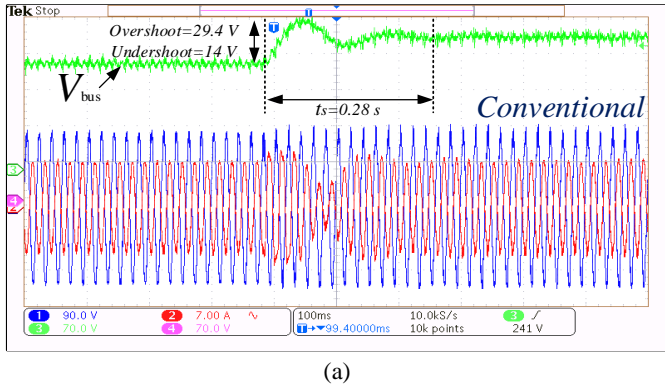 Tek Stop
T
T
Overshoot=29.4 V
Undershoot=14 V
Vbus
ts=0.28 s
Conventional
3
4
2
1 90.0 V 2 7.00 A ∿ 100ms 10.0kS/s 3 ∫
3 70.0 V 4 70.0 V T→▼99.40000ms 10k points 241 V
(a)